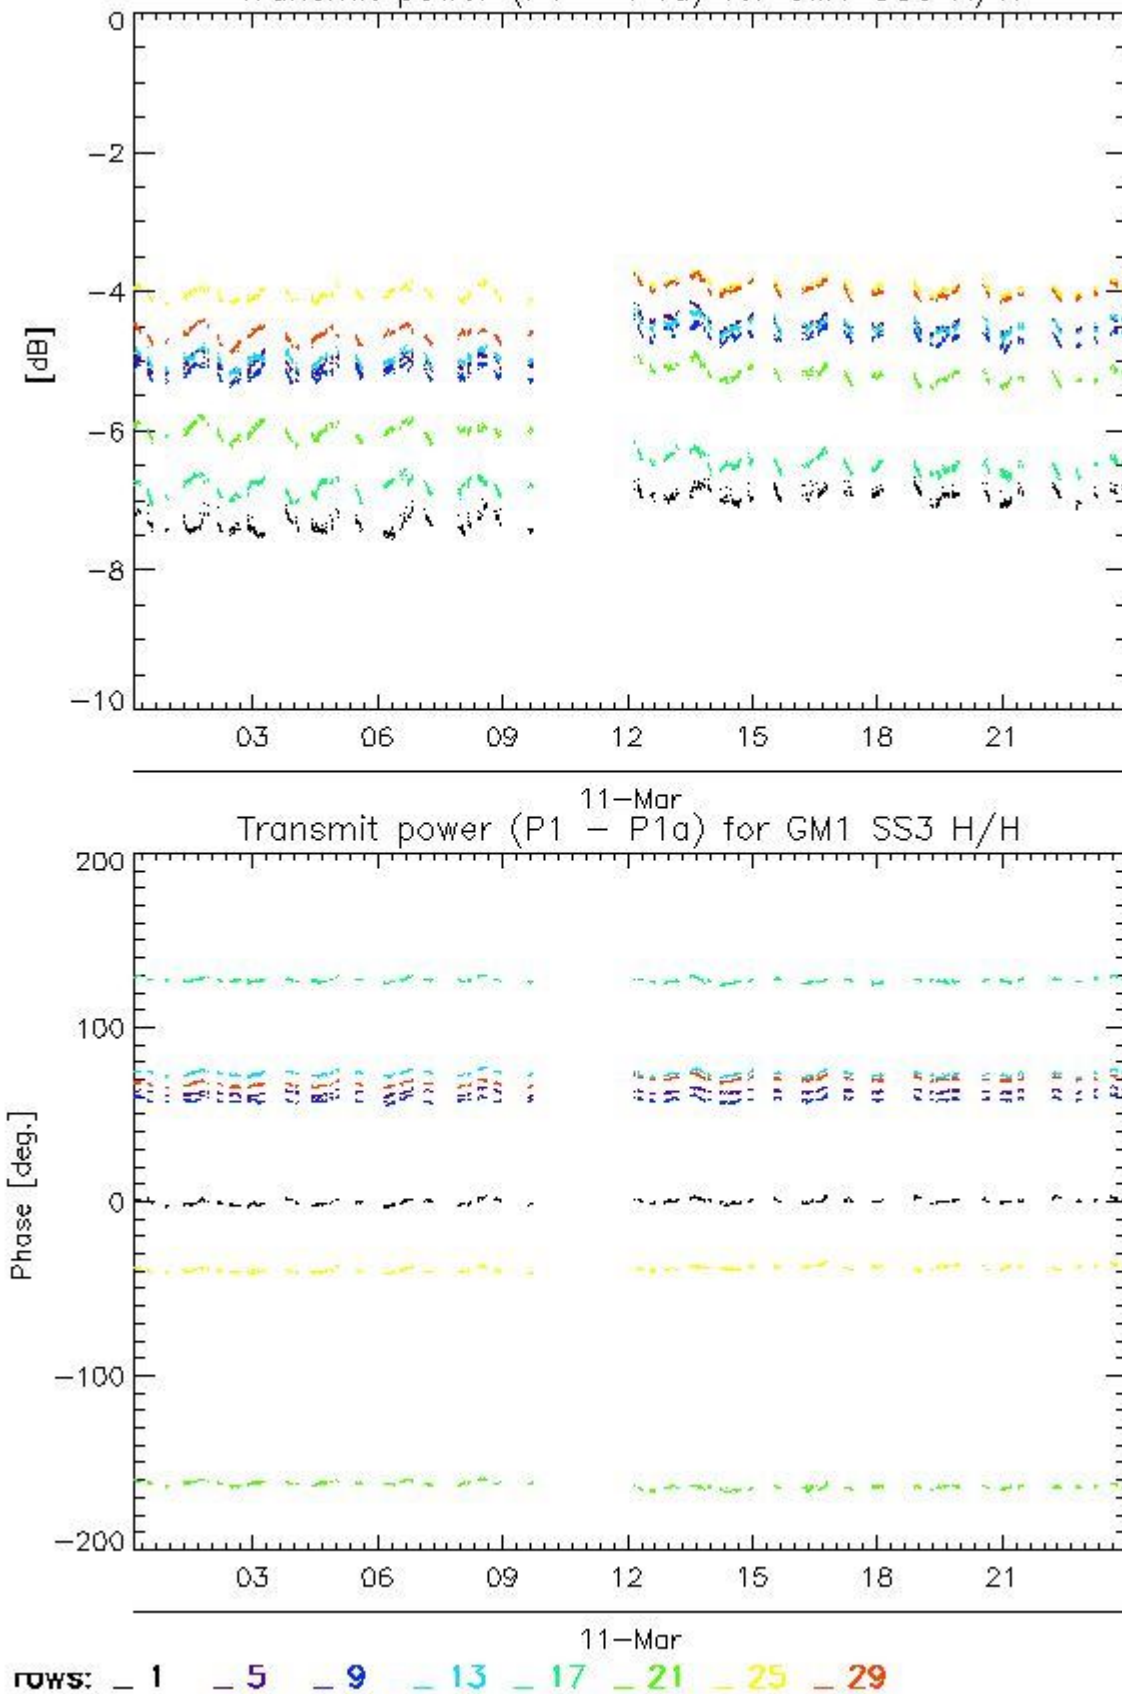 0
−2
−4
[dB]
−6
−8
−10
03 06 09 12 15 18 21
11−Mar
Transmit power (P1 − P1a) for GM1 SS3 H/H
200
100
0
Phase [deg.]
−100
−200
03 06 09 12 15 18 21
11−Mar
rows: _ 1 _ 5 _ 9 _ 13 _ 17 _ 21 _ 25 _ 29